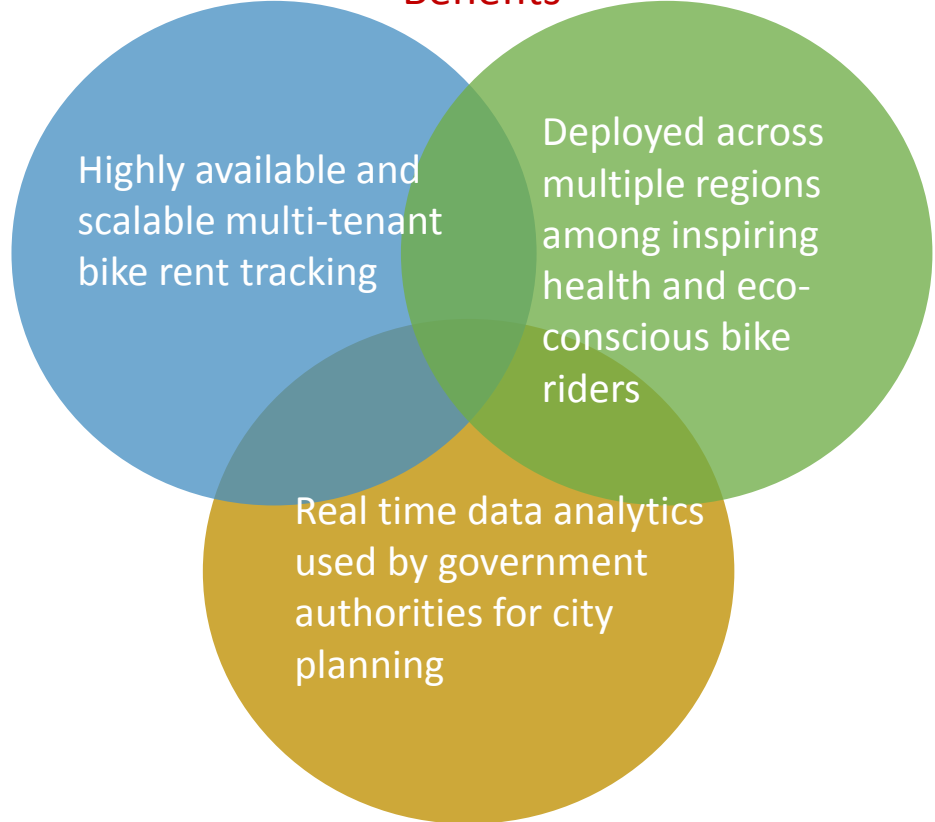 Benefits
Highly available and
scalable multi-tenant
bike rent tracking
Deployed across
multiple regions
among inspiring
health and eco-
conscious bike
riders
Real time data analytics
used by government
authorities for city
planning